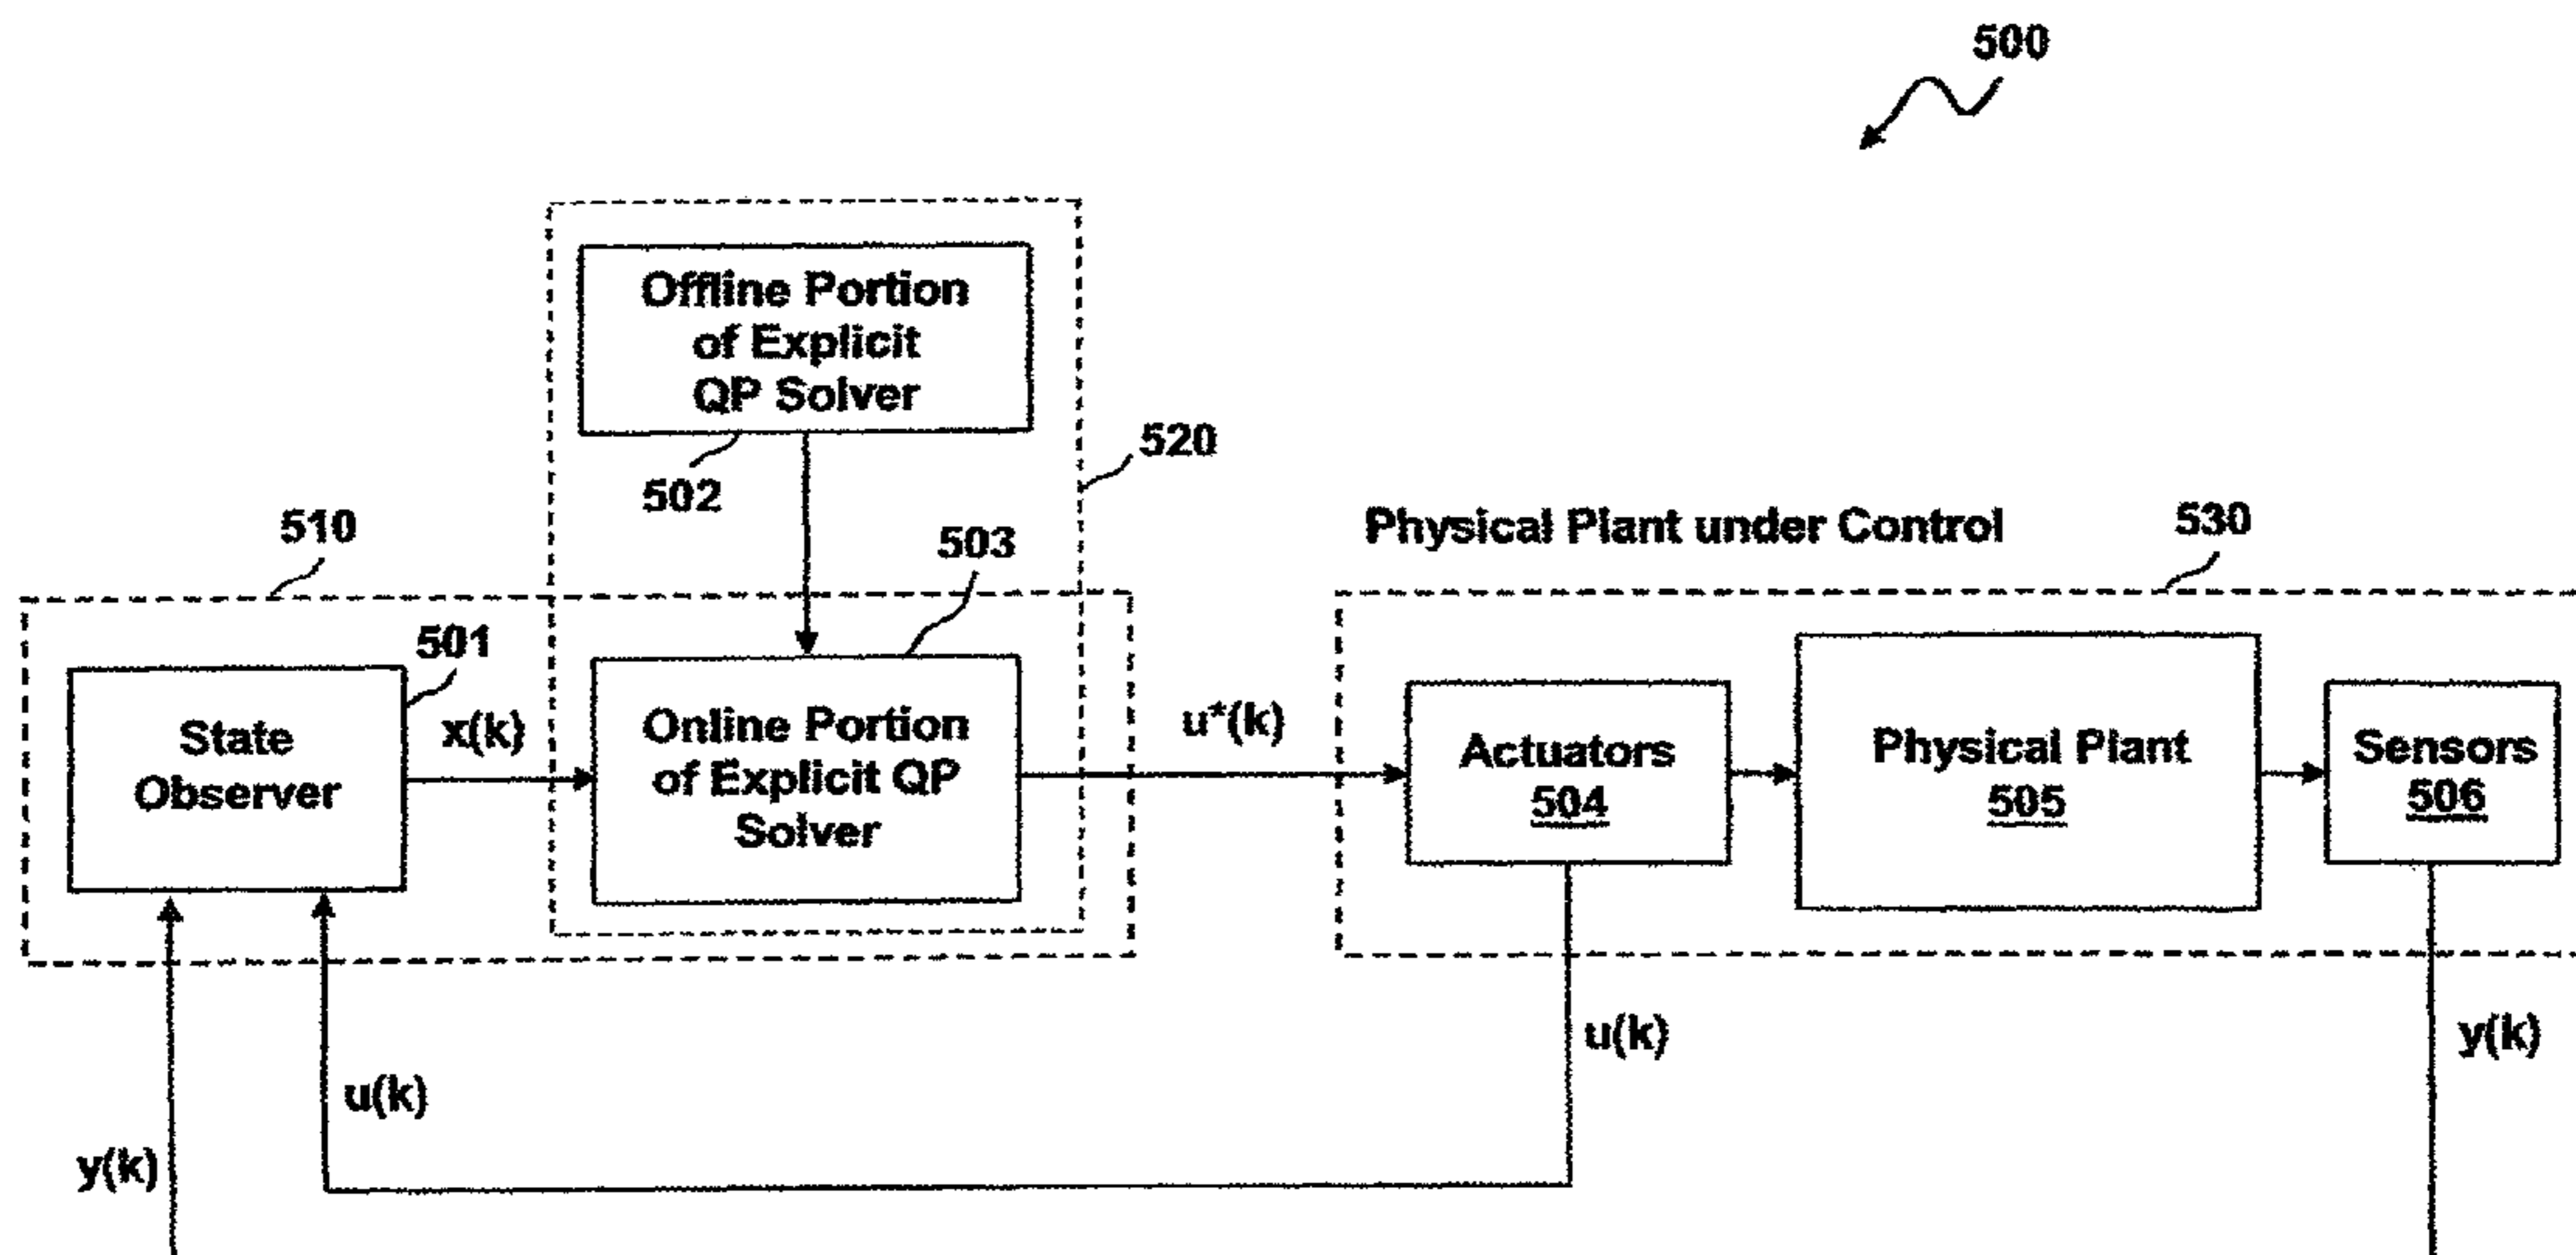 500
Offline Portion
of Explicit
QP Solver
502
520
510
503
Physical Plant under Control
530
501
State
Observer
x(k)
Online Portion
of Explicit QP
Solver
u*(k)
Actuators
504
Physical Plant
505
Sensors
506
u(k)
y(k)
u(k)
y(k)